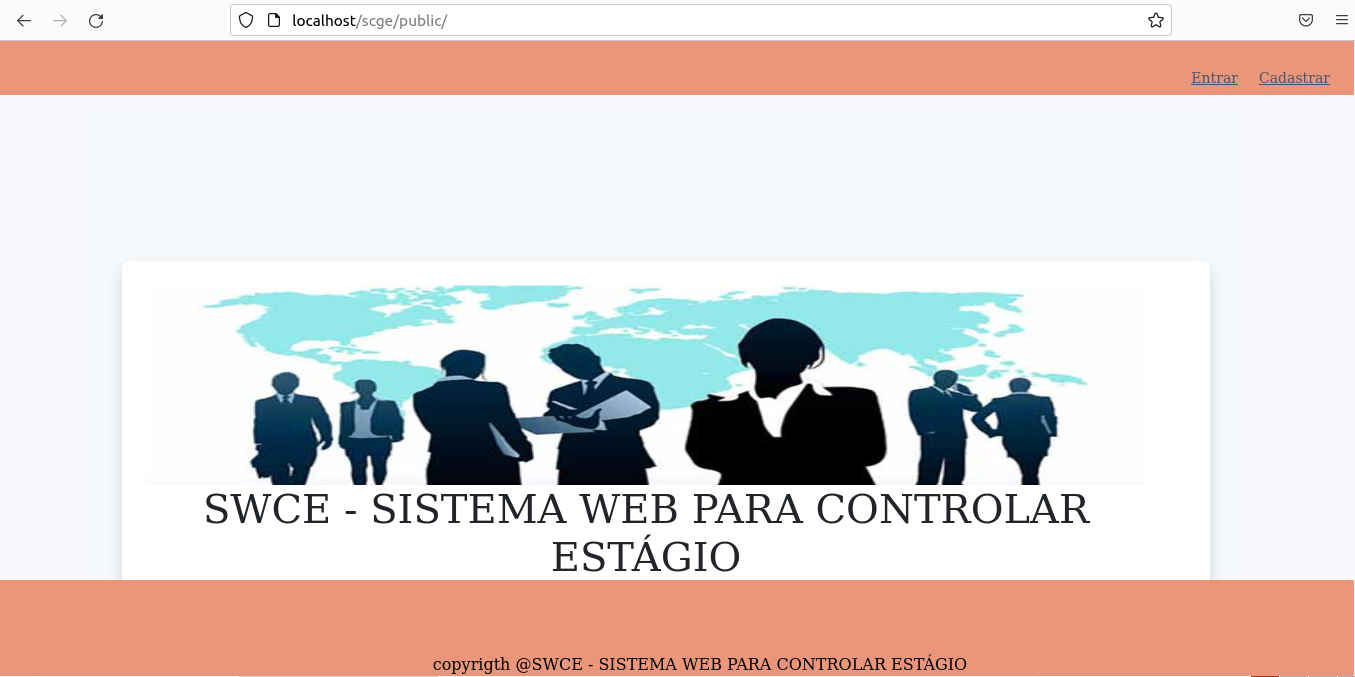 localhost/scge/public/
Entrar Cadastrar
SWCE - SISTEMA WEB PARA CONTROLAR
ESTÁGIO
copyrigth @SWCE - SISTEMA WEB PARA CONTROLAR ESTÁGIO